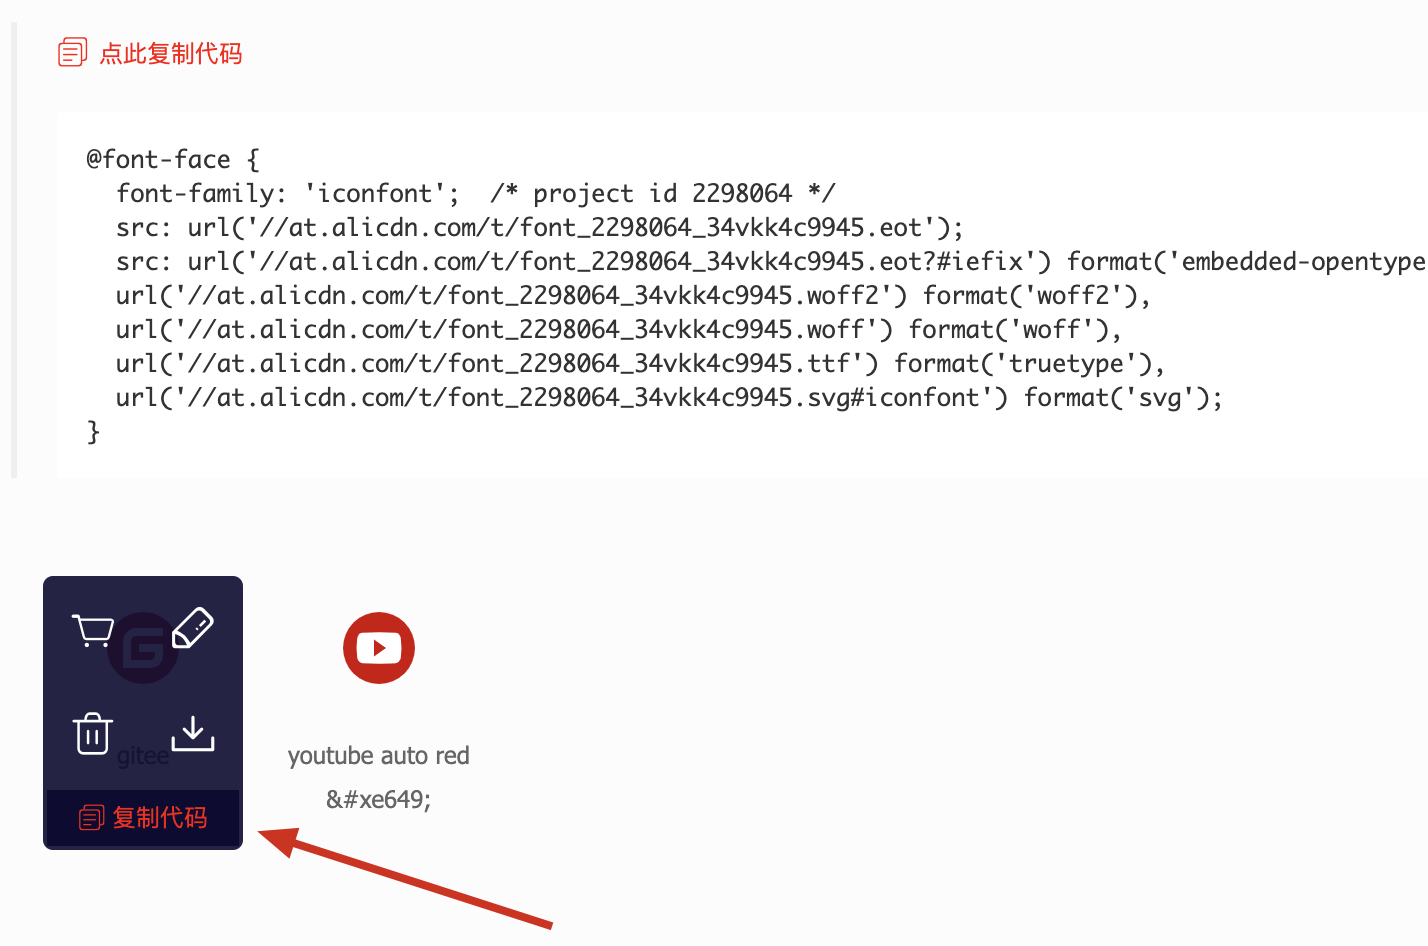 点此复制代码
@font-face {
  font-family: 'iconfont';  /* project id 2298064 */
  src: url('//at.alicdn.com/t/font_2298064_34vkk4c9945.eot');
  src: url('//at.alicdn.com/t/font_2298064_34vkk4c9945.eot?#iefix') format('embedded-opentype
  url('//at.alicdn.com/t/font_2298064_34vkk4c9945.woff2') format('woff2'),
  url('//at.alicdn.com/t/font_2298064_34vkk4c9945.woff') format('woff'),
  url('//at.alicdn.com/t/font_2298064_34vkk4c9945.ttf') format('truetype'),
  url('//at.alicdn.com/t/font_2298064_34vkk4c9945.svg#iconfont') format('svg');
}
gitee
复制代码
youtube auto red
&#xe649;